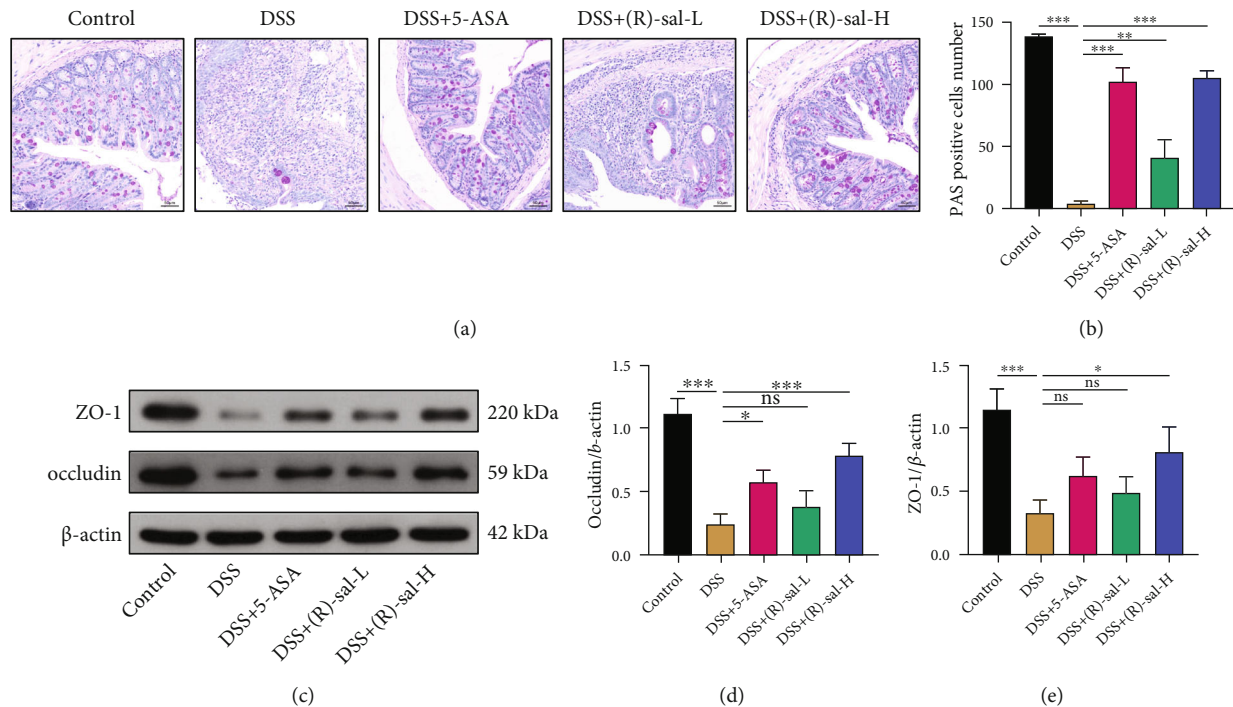 Control
DSS
DSS+5-ASA
DSS+(R)-sal-L
DSS+(R)-sal-H
(a)
PAS positive cells number
150
100
50
0
***
***
**
***
Control
DSS
DSS+5-ASA
DSS+(R)-sal-L
DSS+(R)-sal-H
(b)
ZO-1
220 kDa
occludin
59 kDa
β-actin
42 kDa
Control
DSS
DSS+5-ASA
DSS+(R)-sal-L
DSS+(R)-sal-H
(c)
Occludin/b-actin
1.5
1.0
0.5
0.0
***
***
ns
*
Control
DSS
DSS+5-ASA
DSS+(R)-sal-L
DSS+(R)-sal-H
(d)
ZO-1/β-actin
1.5
1.0
0.5
0.0
***
*
ns
ns
Control
DSS
DSS+5-ASA
DSS+(R)-sal-L
DSS+(R)-sal-H
(e)